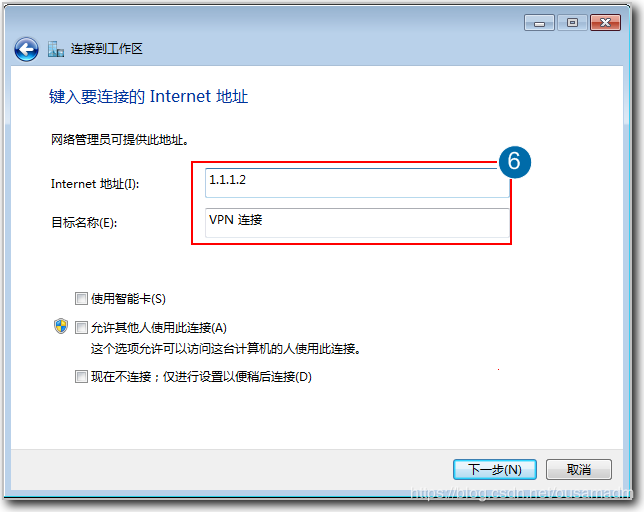 连接到工作区
键入要连接的 Internet 地址
网络管理员可提供此地址。
6
Internet 地址(I):
1.1.1.2
目标名称(E):
VPN 连接
使用智能卡(S)
允许其他人使用此连接(A)
这个选项允许可以访问这台计算机的人使用此连接。
现在不连接；仅进行设置以便稍后连接(D)
下一步(N)
取消
https://blog.csdn.net/ousamadm